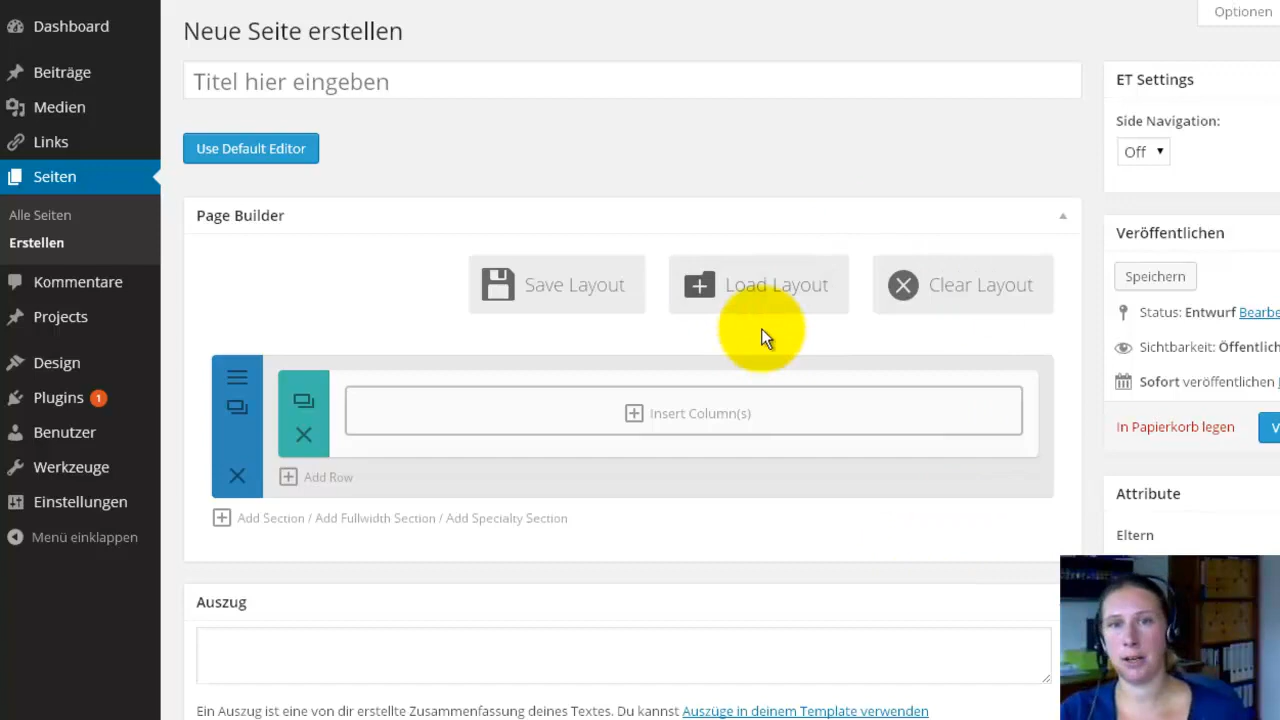 Dashboard
Beiträge
Medien
Links
Seiten
Alle Seiten
Erstellen
Kommentare
Projects
Design
Plugins 1
Benutzer
Werkzeuge
Einstellungen
Menü einklappen
Optionen
Neue Seite erstellen
Titel hier eingeben
Use Default Editor
Page Builder
Save Layout
Load Layout
Clear Layout
Insert Column(s)
Add Row
Add Section / Add Fullwidth Section / Add Specialty Section
Auszug
Ein Auszug ist eine von dir erstellte Zusammenfassung deines Textes. Du kannst Auszüge in deinem Template verwenden
ET Settings
Side Navigation:
Off
Veröffentlichen
Speichern
Status: Entwurf Bearbe
Sichtbarkeit: Öffentlich
Sofort veröffentlichen
In Papierkorb legen
V
Attribute
Eltern